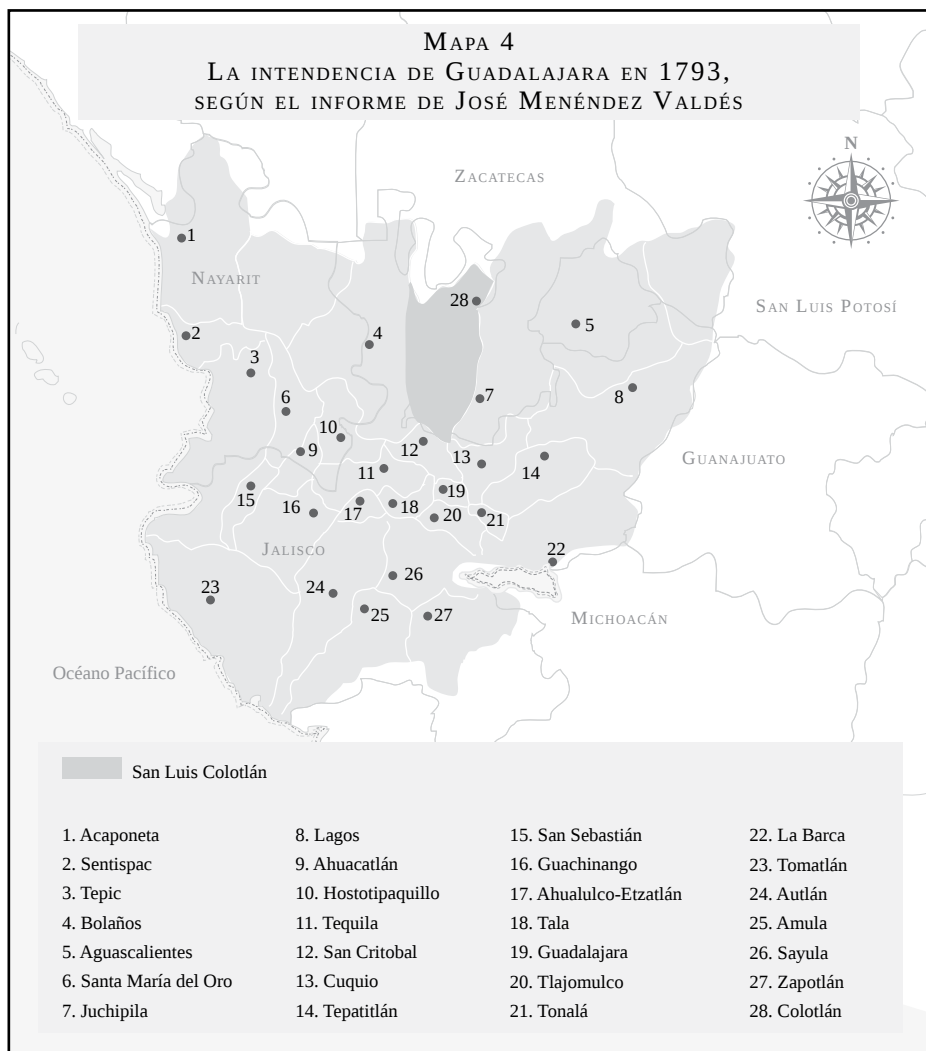 Mapa 4
La intendencia de Guadalajara en 1793,
según el informe de José Menéndez Valdés
N
Zacatecas
1
Nayarit
28
San Luis Potosí
5
2
4
3
8
7
6
10
12
9
13
Guanajuato
11
14
19
15
16
17
18
20
21
Jalisco
22
26
23
24
25
27
Michoacán
Océano Pacífico
San Luis Colotlán
1. Acaponeta
2. Sentispac
3. Tepic
4. Bolaños
5. Aguascalientes
6. Santa María del Oro
7. Juchipila
8. Lagos
9. Ahuacatlán
10. Hostotipaquillo
11. Tequila
12. San Critobal
13. Cuquio
14. Tepatitlán
15. San Sebastián
16. Guachinango
17. Ahualulco-Etzatlán
18. Tala
19. Guadalajara
20. Tlajomulco
21. Tonalá
22. La Barca
23. Tomatlán
24. Autlán
25. Amula
26. Sayula
27. Zapotlán
28. Colotlán